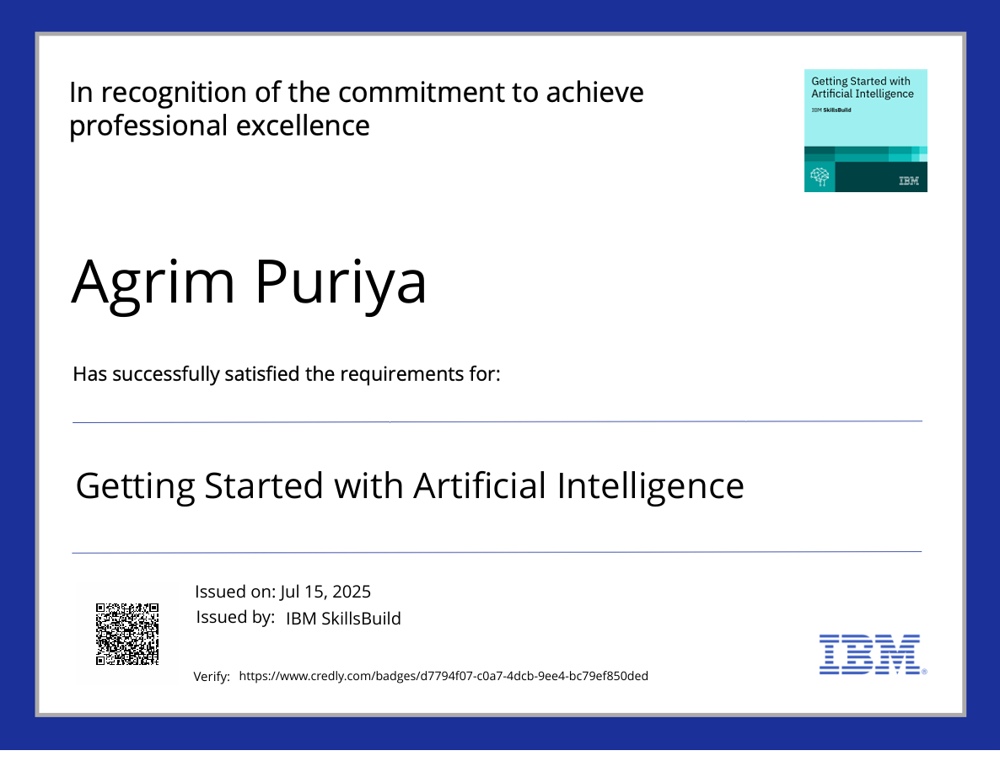 In recognition of the commitment to achieve
professional excellence
Getting Started with
Artificial Intelligence
IBM SkillsBuild
IBM
Agrim Puriya
Has successfully satisfied the requirements for:
Getting Started with Artificial Intelligence
Issued on: Jul 15, 2025
Issued by: IBM SkillsBuild
Verify: https://www.credly.com/badges/d7794f07-c0a7-4dcb-9ee4-bc79ef850ded
IBM®